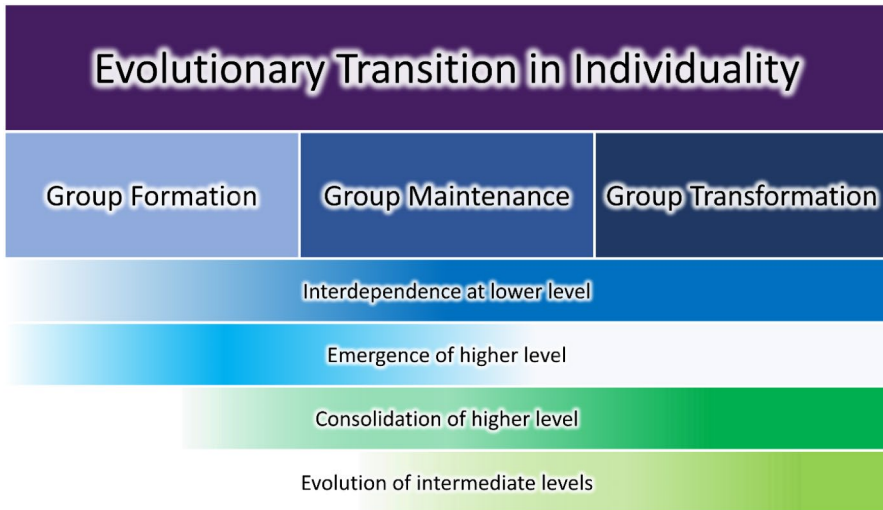 Evolutionary Transition in Individuality
Group Formation
Group Maintenance
Group Transformation
Interdependence at lower level
Emergence of higher level
Consolidation of higher level
Evolution of intermediate levels